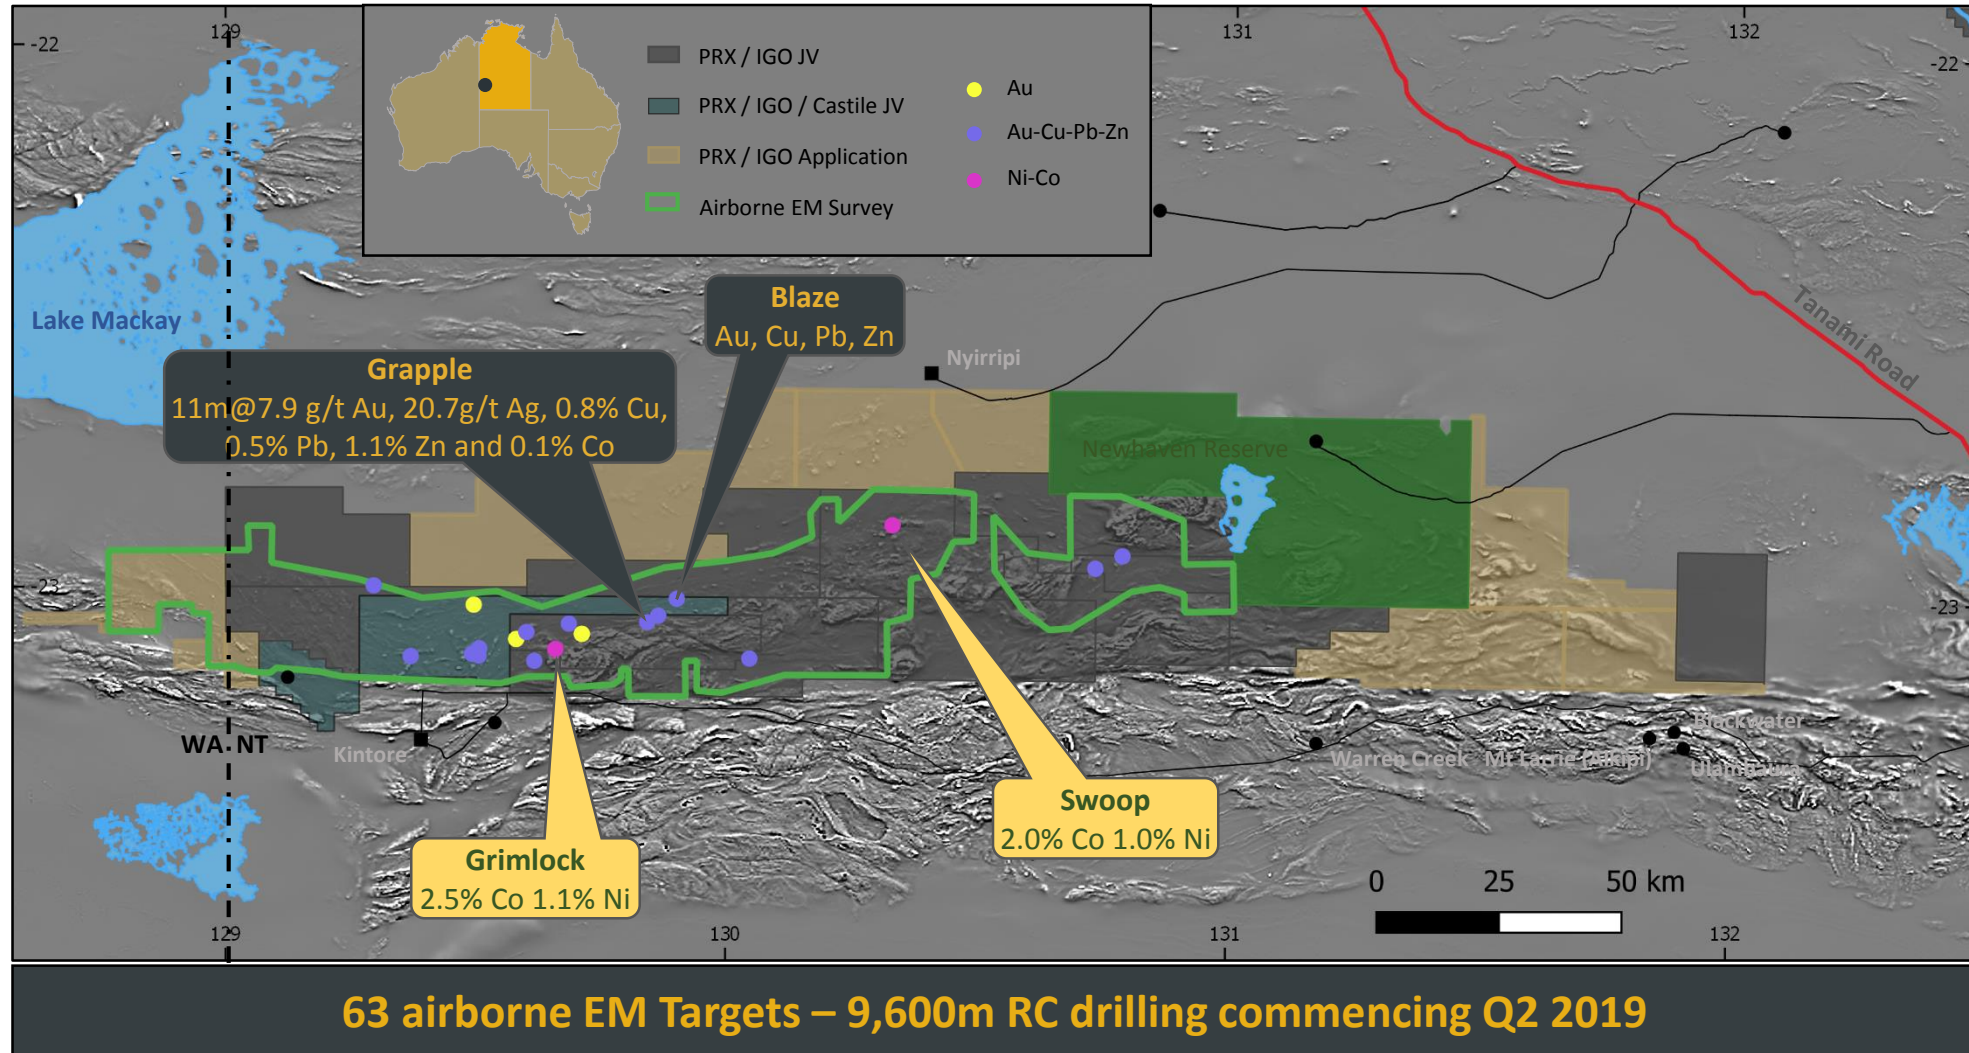 129
131
132
-22
-22
PRX / IGO JV
PRX / IGO / Castile JV
PRX / IGO Application
Airborne EM Survey
Au
Au-Cu-Pb-Zn
Ni-Co
Lake Mackay
Tanami Road
Blaze
Au, Cu, Pb, Zn
Nyirripi
Grapple
11m@7.9 g/t Au, 20.7g/t Ag, 0.8% Cu,
0.5% Pb, 1.1% Zn and 0.1% Co
Newhaven Reserve
-23
-23
WA NT
Kintore
Blackwater
Warren Creek
Mt Larrie (Alkipi)
Ulambaura
Swoop
2.0% Co 1.0% Ni
Grimlock
2.5% Co 1.1% Ni
0 25 50 km
129
130
131
132
63 airborne EM Targets – 9,600m RC drilling commencing Q2 2019